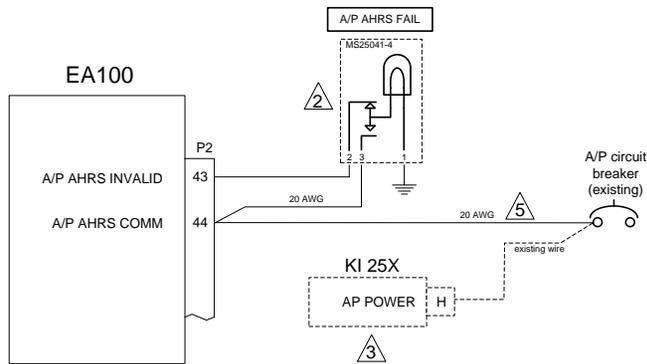 A/P AHRS FAIL
MS25041-4
EA100
2
P2
2 3 1
A/P AHRS INVALID 43
A/P circuit
breaker
(existing)
20 AWG
A/P AHRS COMM 44
20 AWG
5
existing wire
KI 25X
AP POWER H
3